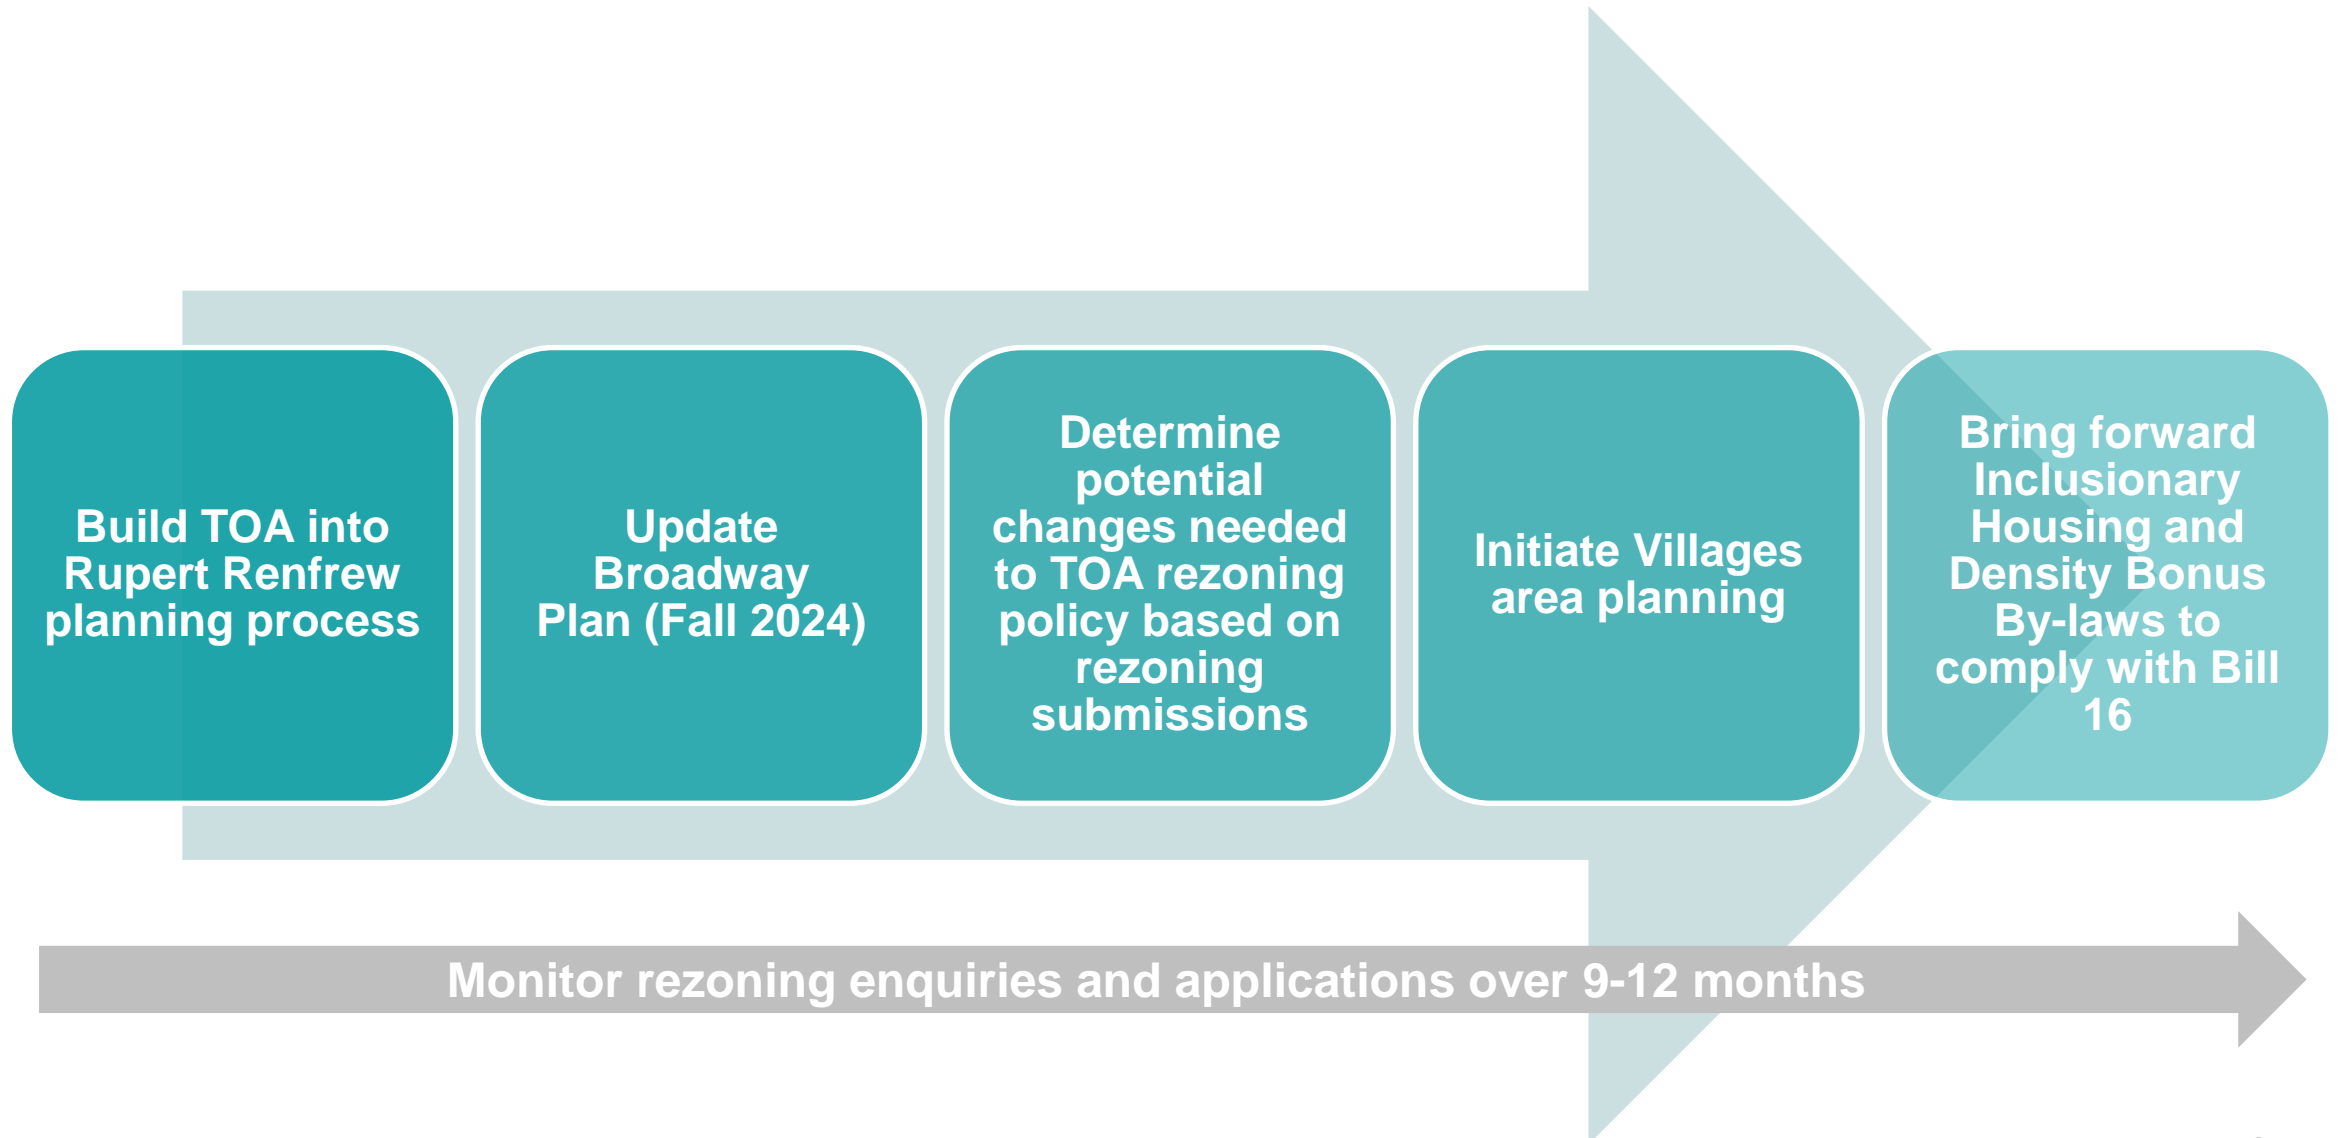 Build TOA into
Rupert Renfrew
planning process
Update
Broadway
Plan (Fall 2024)
Determine
potential
changes needed
to TOA rezoning
policy based on
rezoning
submissions
Initiate Villages
area planning
Bring forward
Inclusionary
Housing and
Density Bonus
By-laws to
comply with Bill
16
Monitor rezoning enquiries and applications over 9-12 months